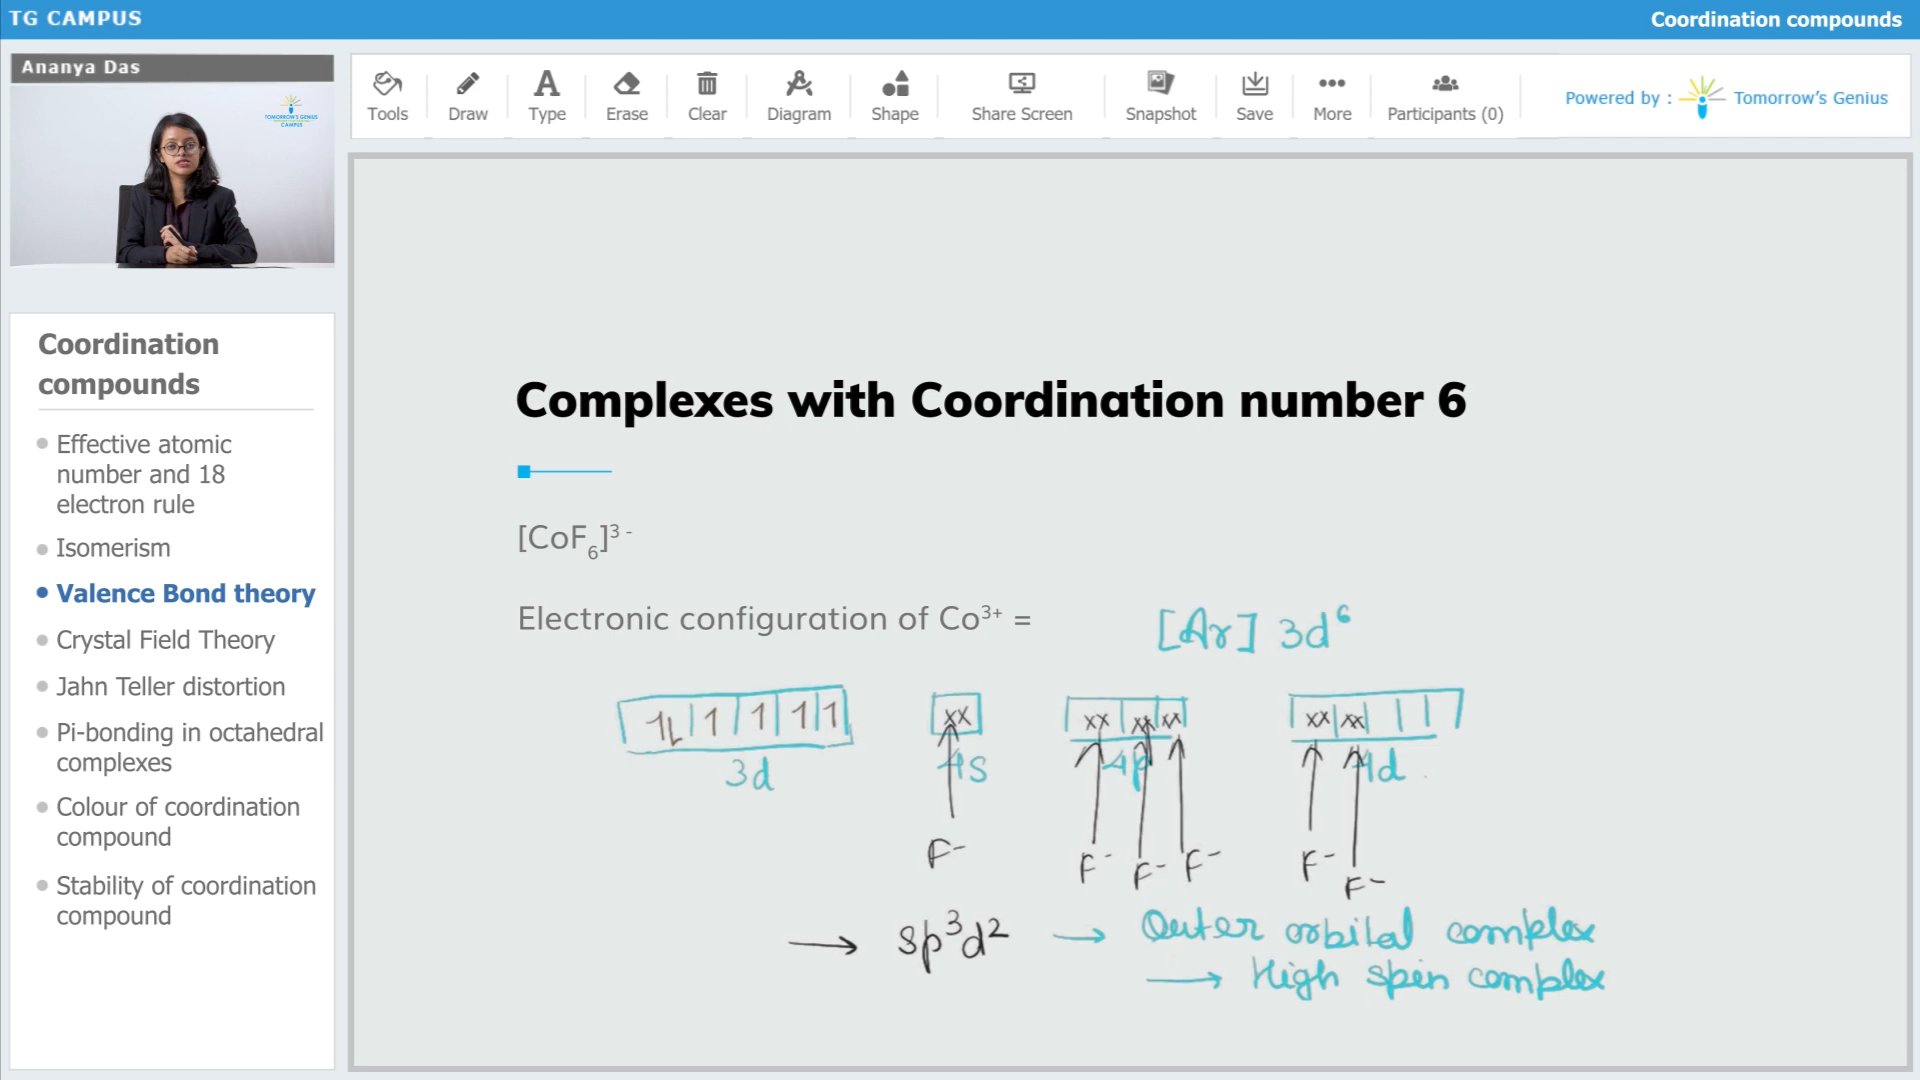 TG CAMPUS
Coordination compounds
Ananya Das
TOMORROW'S GENIUS
CAMPUS
Tools
Draw
Type
Erase
Clear
Diagram
Shape
Share Screen
Snapshot
Save
More
Participants (0)
Powered by : Tomorrow's Genius
Coordination
compounds
Effective atomic
number and 18
electron rule
Isomerism
Valence Bond theory
Crystal Field Theory
Jahn Teller distortion
Pi-bonding in octahedral
complexes
Colour of coordination
compound
Stability of coordination
compound
Complexes with Coordination number 6
[CoF₆]³⁻
Electronic configuration of Co³⁺ = [Ar] 3d⁶
1L 1 1 1 1 xx xx xx xx xx xx
3d 4s 4p 4d
F⁻ F⁻ F⁻ F⁻ F⁻ F⁻
→ sp³d² → Outer orbital complex
→ High spin complex